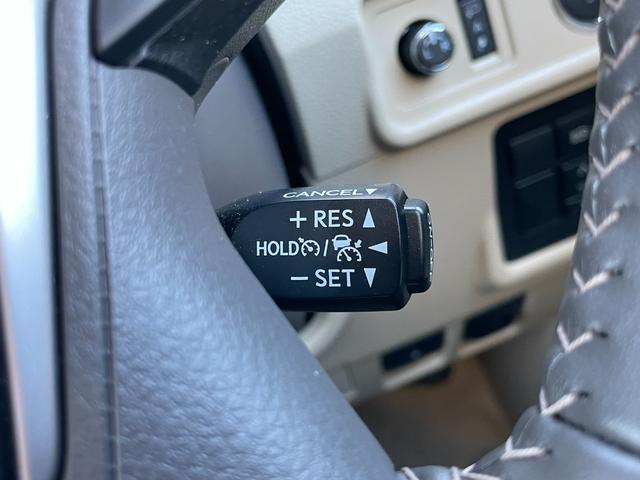 CANCEL▼
+ RES ▲
HOLD / ◀
− SET ▼